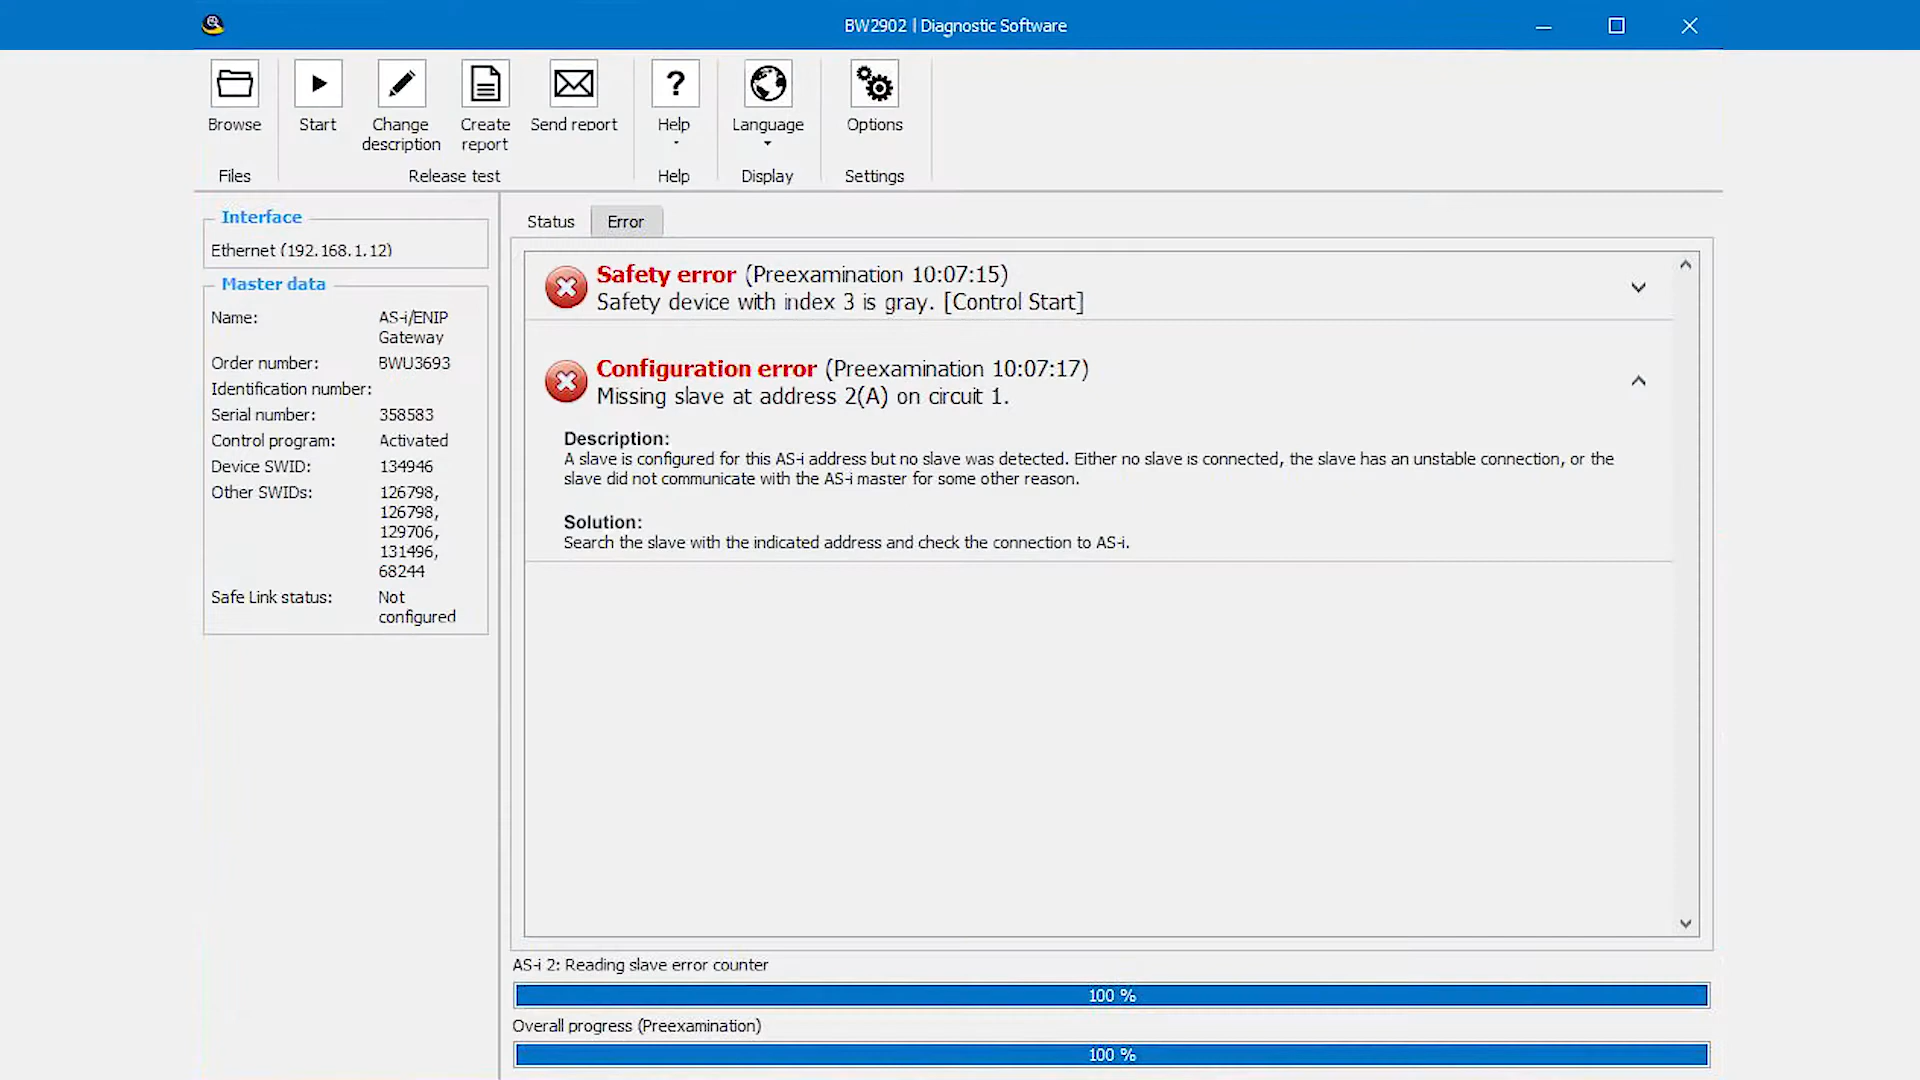 BW2902 | Diagnostic Software
Browse
Start
Change
description
Create
report
Send report
Help
Language
Options
Files
Release test
Help
Display
Settings
Interface
Ethernet (192.168.1.12)
Master data
Name: AS-i/ENIP
Gateway
Order number: BWU3693
Identification number:
Serial number: 358583
Control program: Activated
Device SWID: 134946
Other SWIDs: 126798,
126798,
129706,
131496,
68244
Safe Link status: Not
configured
Status
Error
Safety error (Preexamination 10:07:15)
Safety device with index 3 is gray. [Control Start]
Configuration error (Preexamination 10:07:17)
Missing slave at address 2(A) on circuit 1.
Description:
A slave is configured for this AS-i address but no slave was detected. Either no slave is connected, the slave has an unstable connection, or the
slave did not communicate with the AS-i master for some other reason.
Solution:
Search the slave with the indicated address and check the connection to AS-i.
AS-i 2: Reading slave error counter
100 %
Overall progress (Preexamination)
100 %